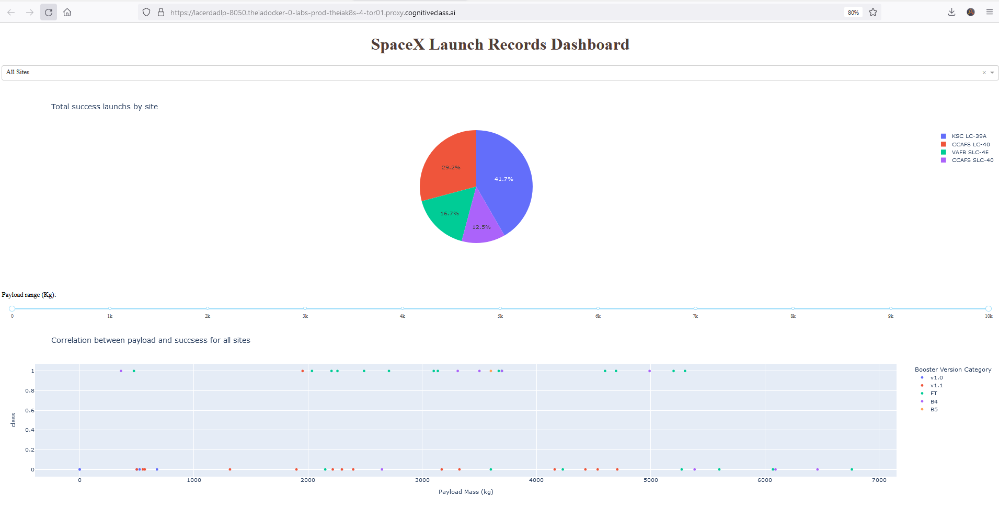 https://lacerdadlp-8050.theiadocker-0-labs-prod-theiak8s-4-tor01.proxy.cognitiveclass.ai
80%
SpaceX Launch Records Dashboard
All Sites
×
Total success launchs by site
KSC LC-39A
CCAFS LC-40
VAFB SLC-4E
CCAFS SLC-40
29.2%
41.7%
16.7%
12.5%
Payload range (Kg):
0 1k 2k 3k 4k 5k 6k 7k 8k 9k 10k
Correlation between payload and succsess for all sites
Booster Version Category
v1.0
v1.1
FT
B4
B5
class
1
0.8
0.6
0.4
0.2
0
0 1000 2000 3000 4000 5000 6000 7000
Payload Mass (kg)